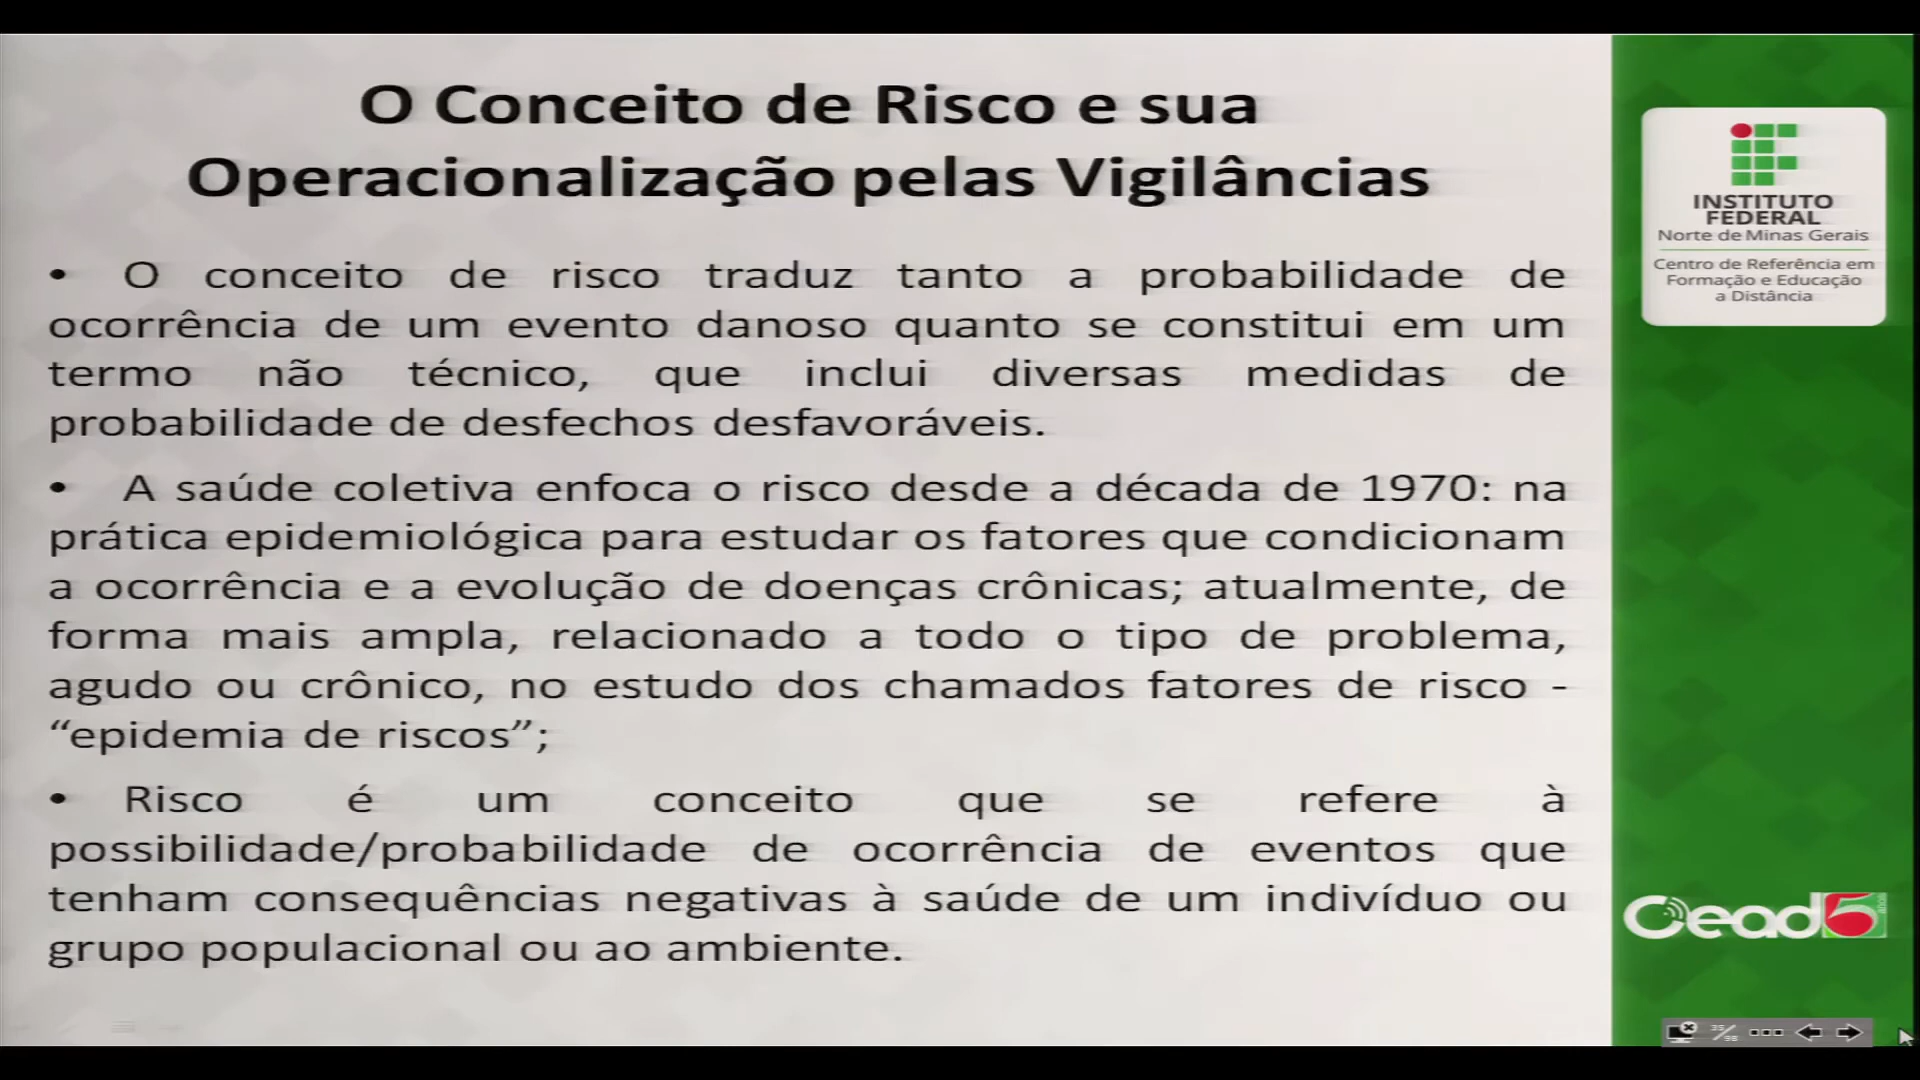 O Conceito de Risco e sua
Operacionalização pelas Vigilâncias
• O conceito de risco traduz tanto a probabilidade de
ocorrência de um evento danoso quanto se constitui em um
termo não técnico, que inclui diversas medidas de
probabilidade de desfechos desfavoráveis.
• A saúde coletiva enfoca o risco desde a década de 1970: na
prática epidemiológica para estudar os fatores que condicionam
a ocorrência e a evolução de doenças crônicas; atualmente, de
forma mais ampla, relacionado a todo o tipo de problema,
agudo ou crônico, no estudo dos chamados fatores de risco -
“epidemia de riscos”;
• Risco é um conceito que se refere à
possibilidade/probabilidade de ocorrência de eventos que
tenham consequências negativas à saúde de um indivíduo ou
grupo populacional ou ao ambiente.
INSTITUTO
FEDERAL
Norte de Minas Gerais
Centro de Referência em
Formação e Educação
a Distância
Cead 5 anos
35/98